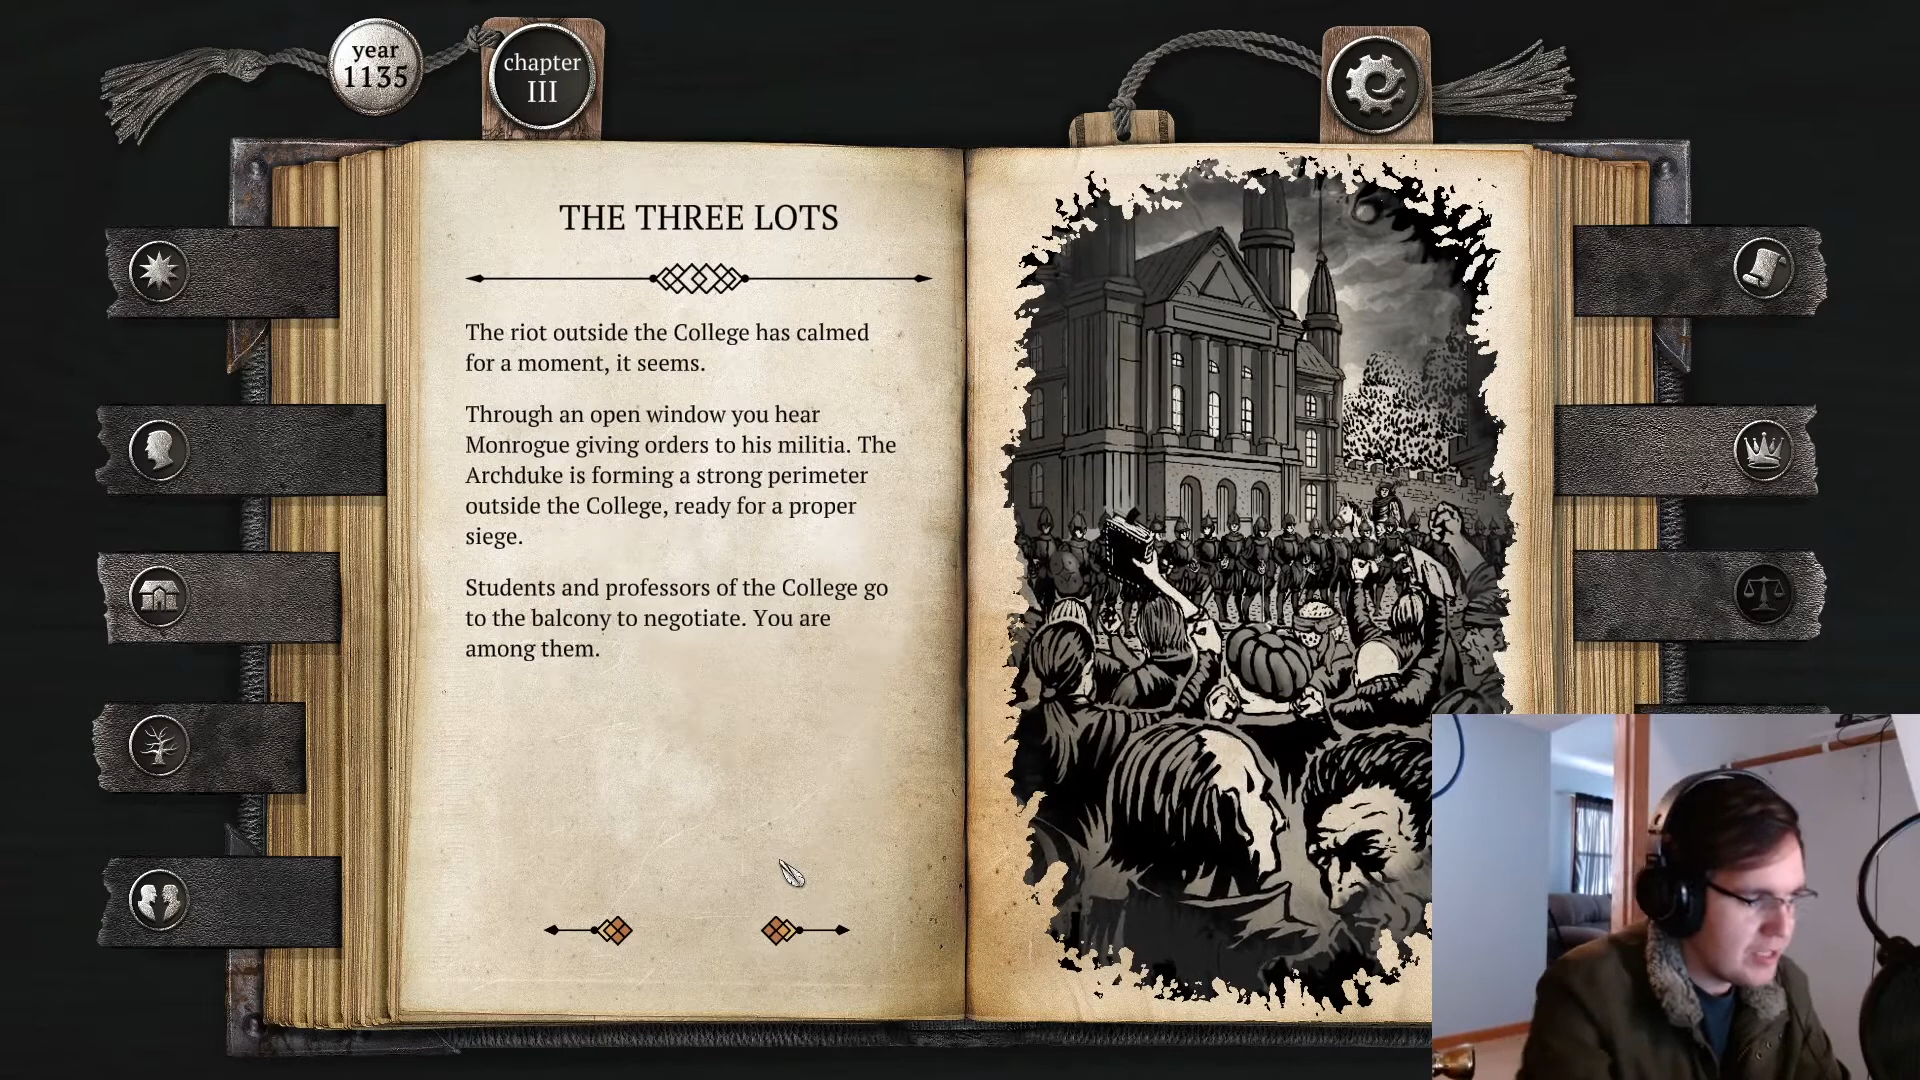 year
1135
chapter
III
THE THREE LOTS
The riot outside the College has calmed
for a moment, it seems.
Through an open window you hear
Monrogue giving orders to his militia. The
Archduke is forming a strong perimeter
outside the College, ready for a proper
siege.
Students and professors of the College go
to the balcony to negotiate. You are
among them.